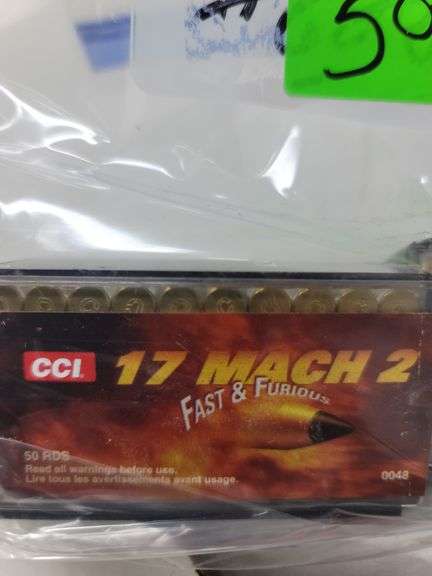 50
CCI. 17 MACH 2
FAST & FURIOUS
50 RDS
Read all warnings before use.
Lire tous les avertissements avant usage.
0048